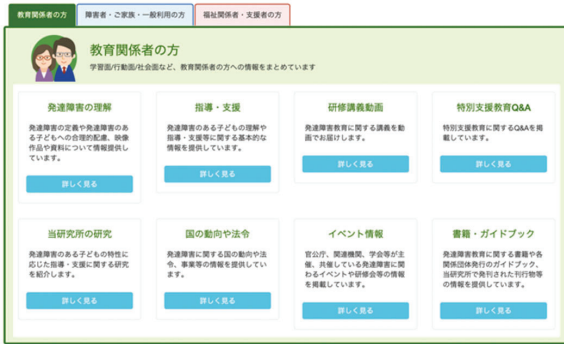 教育関係者の方
障害者・ご家族・一般利用の方
福祉関係者・支援者の方
教育関係者の方
学習面/行動面/社会面など、教育関係者の方への情報をまとめています
発達障害の理解
発達障害の定義や発達障害のあ
る子どもへの合理的配慮、映像
作品や資料について情報提供し
ています。
詳しく見る
指導・支援
発達障害のある子どもの理解や
指導・支援等に関する基本的な
情報を提供しています。
詳しく見る
研修講義動画
発達障害教育に関する講義を動
画でお届けします。
詳しく見る
特別支援教育Q&A
特別支援教育に関するQ&Aを掲
載しています。
詳しく見る
当研究所の研究
発達障害のある子どもの特性に
応じた指導・支援に関する研究
を紹介します。
詳しく見る
国の動向や法令
発達障害に関する国の動向や法
令、事業等の情報を提供してい
ます。
詳しく見る
イベント情報
官公庁、関連機関、学会等が主
催、共催している発達障害に関
わるイベントや研修会等の情報
を掲載しています。
詳しく見る
書籍・ガイドブック
発達障害教育に関する書籍や各
関係団体発行のガイドブック、
当研究所で発刊された刊行物等
の情報を提供しています。
詳しく見る